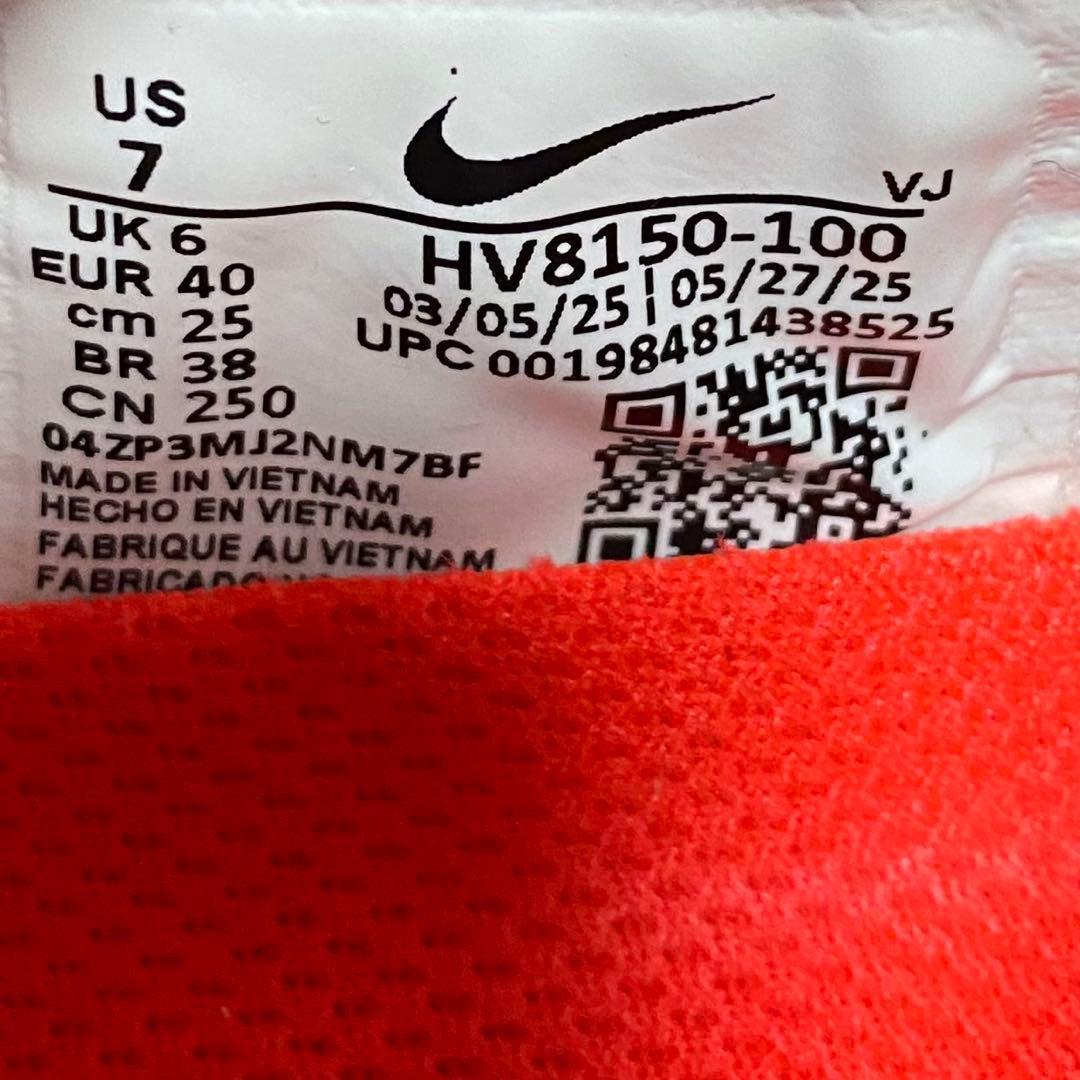 US
7
VJ
UK 6
EUR 40
cm 25
BR 38
CN 250
HV8150-100
03/05/25 | 05/27/25
UPC 00198481438525
04ZP3MJ2NM7BF
MADE IN VIETNAM
HECHO EN VIETNAM
FABRIQUE AU VIETNAM